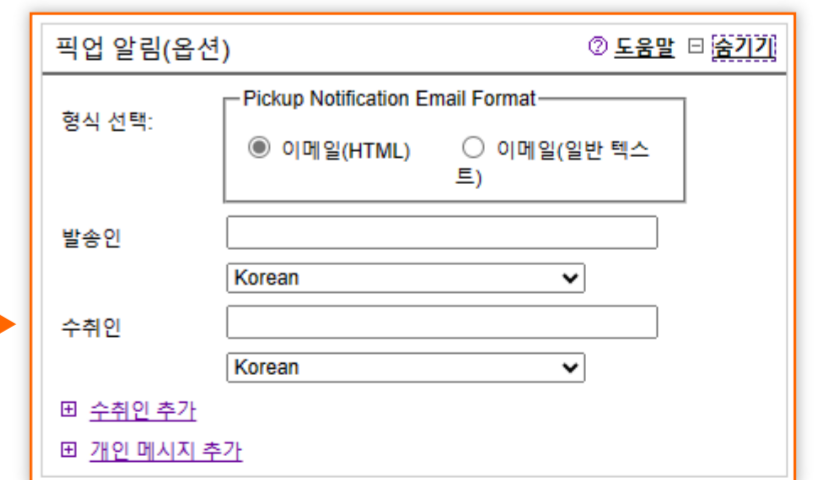 픽업 알림(옵션) 도움말 숨기기
Pickup Notification Email Format
형식 선택:
이메일(HTML) 이메일(일반 텍스
트)
발송인
Korean
수취인
Korean
수취인 추가
개인 메시지 추가